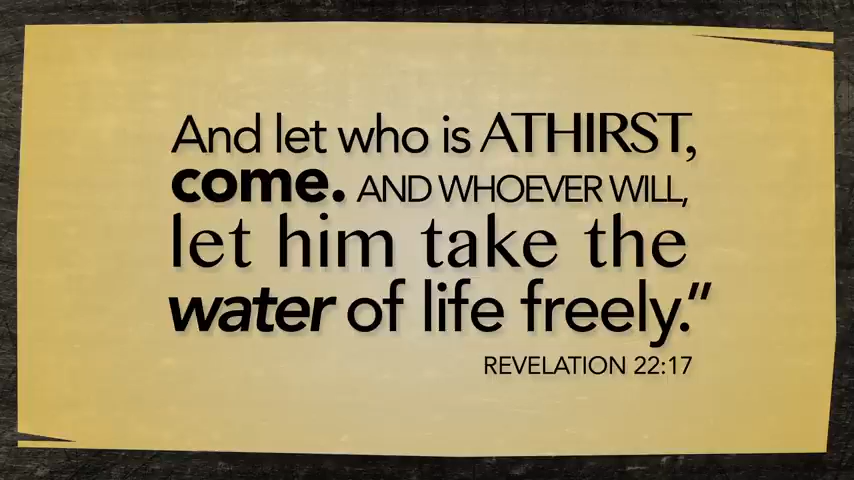 And let who is ATHIRST,
come. AND WHOEVER WILL,
let him take the
water of life freely.”
REVELATION 22:17